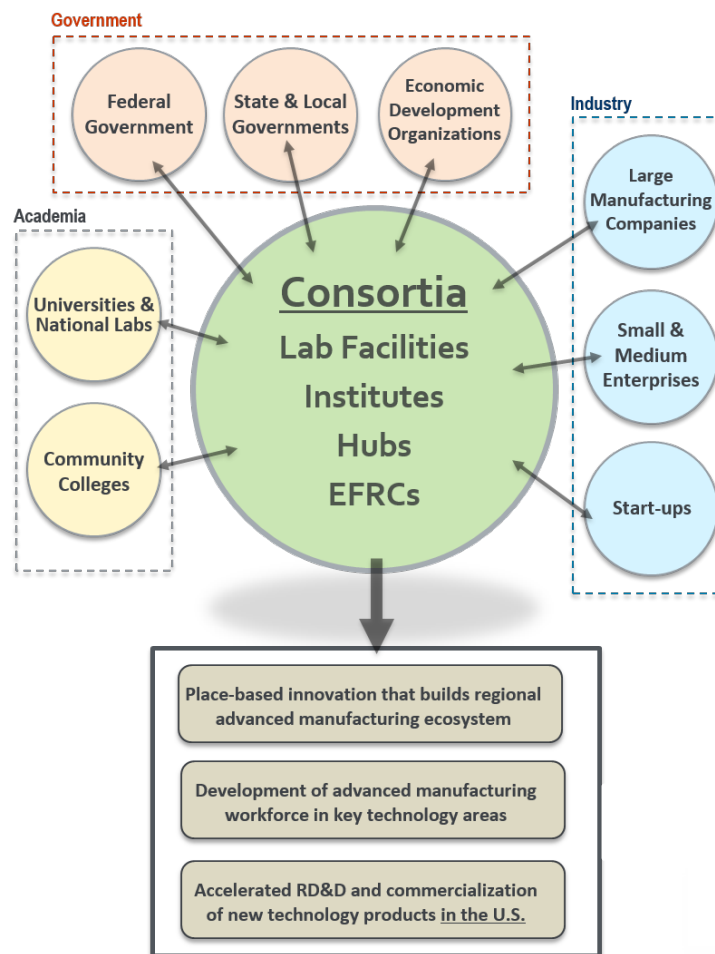 Government
Federal
Government
State & Local
Governments
Economic
Development
Organizations
Industry
Large
Manufacturing
Companies
Academia
Universities &
National Labs
Consortia
Lab Facilities
Institutes
Hubs
EFRCs
Small &
Medium
Enterprises
Community
Colleges
Start-ups
Place-based innovation that builds regional
advanced manufacturing ecosystem
Development of advanced manufacturing
workforce in key technology areas
Accelerated RD&D and commercialization
of new technology products in the U.S.